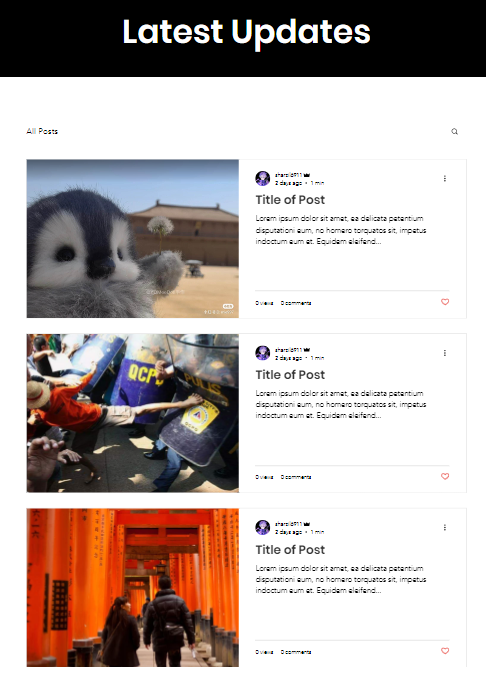 Latest Updates
All Posts
2 days ago • 1 min
Title of Post
Lorem ipsum dolor sit amet, ea delicata petentium
disputationi eum, no homero torquatos sit, impetus
indoctum eum et. Equidem eleifend...
0 views 0 comments
QCPD
POLIS
2 days ago • 1 min
Title of Post
Lorem ipsum dolor sit amet, ea delicata petentium
disputationi eum, no homero torquatos sit, impetus
indoctum eum et. Equidem eleifend...
0 views 0 comments
2 days ago • 1 min
Title of Post
Lorem ipsum dolor sit amet, ea delicata petentium
disputationi eum, no homero torquatos sit, impetus
indoctum eum et. Equidem eleifend...
0 views 0 comments